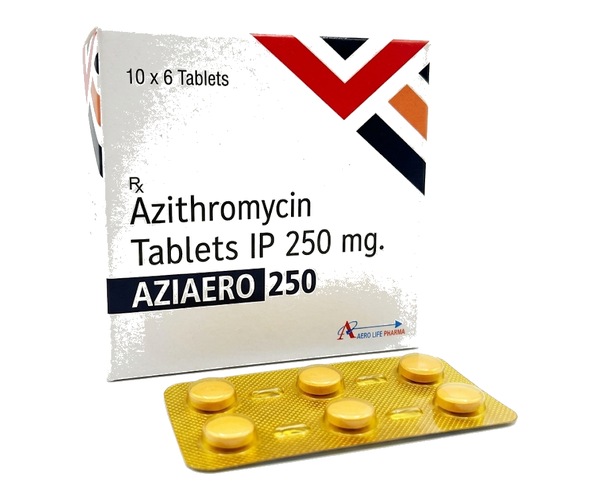 10 x 6 Tablets
Rx
Azithromycin
Tablets IP 250 mg.
AZIAERO 250
A AERO LIFE PHARMA